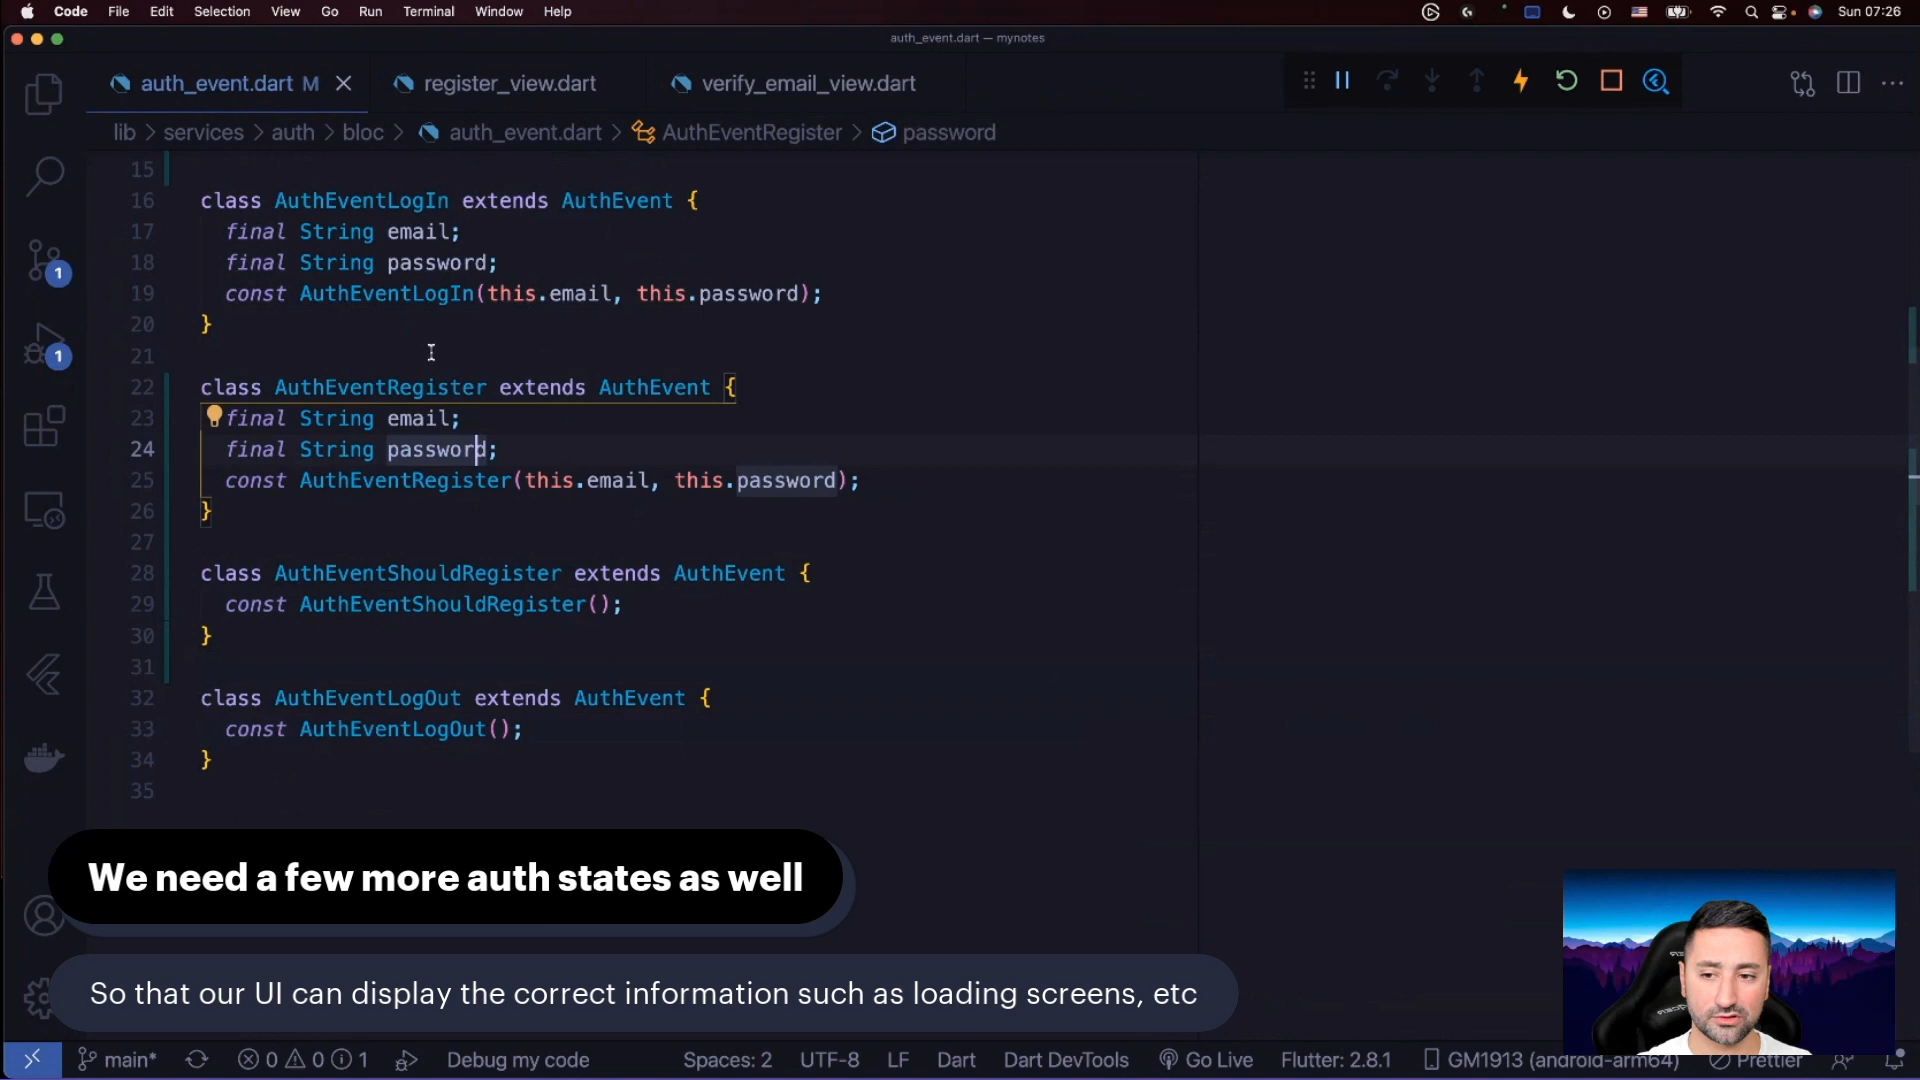 Code File Edit Selection View Go Run Terminal Window Help Sun 07:26
auth_event.dart — mynotes
auth_event.dart M register_view.dart verify_email_view.dart
lib > services > auth > bloc > auth_event.dart > AuthEventRegister > password
15
16 class AuthEventLogIn extends AuthEvent {
17 final String email;
18 final String password;
19 const AuthEventLogIn(this.email, this.password);
20 }
21
22 class AuthEventRegister extends AuthEvent {
23 final String email;
24 final String password;
25 const AuthEventRegister(this.email, this.password);
26 }
27
28 class AuthEventShouldRegister extends AuthEvent {
29 const AuthEventShouldRegister();
30 }
31
32 class AuthEventLogOut extends AuthEvent {
33 const AuthEventLogOut();
34 }
35
1
1
We need a few more auth states as well
So that our UI can display the correct information such as loading screens, etc
main* 0 0 1 Debug my code Spaces: 2 UTF-8 LF Dart Dart DevTools Go Live Flutter: 2.8.1 GM1913 (android-arm64) Prettier